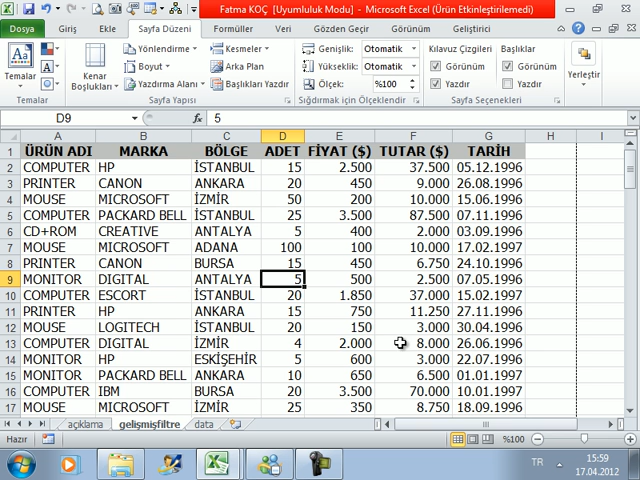 Fatma KOÇ [Uyumluluk Modu] - Microsoft Excel (Ürün Etkinleştirilemedi)
Dosya Giriş Ekle Sayfa Düzeni Formüller Veri Gözden Geçir Görünüm Geliştirici
Temalar
Kenar Boşlukları
Yönlendirme
Boyut
Yazdırma Alanı
Kesmeler
Arka Plan
Başlıkları Yazdır
Genişlik: Otomatik
Yükseklik: Otomatik
Ölçek: %100
Kılavuz Çizgileri
Görünüm
Yazdır
Başlıklar
Görünüm
Yazdır
Yerleştir
Temalar Sayfa Yapısı Sığdırmak için Ölçeklendir Sayfa Seçenekleri
D9 fx 5
A B C D E F G H I
1 ÜRÜN ADI MARKA BÖLGE ADET FİYAT ($) TUTAR ($) TARİH
2 COMPUTER HP İSTANBUL 15 2.500 37.500 05.12.1996
3 PRINTER CANON ANKARA 20 450 9.000 26.08.1996
4 MOUSE MICROSOFT İZMİR 50 200 10.000 15.06.1996
5 COMPUTER PACKARD BELL İSTANBUL 25 3.500 87.500 07.11.1996
6 CD+ROM CREATIVE ANTALYA 5 400 2.000 03.09.1996
7 MOUSE MICROSOFT ADANA 100 100 10.000 17.02.1997
8 PRINTER CANON BURSA 15 450 6.750 24.10.1996
9 MONITOR DIGITAL ANTALYA 5 500 2.500 07.05.1996
10 COMPUTER ESCORT İSTANBUL 20 1.850 37.000 15.02.1997
11 PRINTER HP ANKARA 15 750 11.250 27.11.1996
12 MOUSE LOGITECH İSTANBUL 20 150 3.000 30.04.1996
13 COMPUTER DIGITAL İZMİR 4 2.000 8.000 26.06.1996
14 MONITOR HP ESKİŞEHİR 5 600 3.000 22.07.1996
15 MONITOR PACKARD BELL ANKARA 10 650 6.500 01.01.1997
16 COMPUTER IBM BURSA 20 3.500 70.000 10.01.1997
17 MOUSE MICROSOFT İZMİR 25 350 8.750 18.09.1996
açıklama gelişmişfiltre data
Hazır %100
TR 15:59
17.04.2012